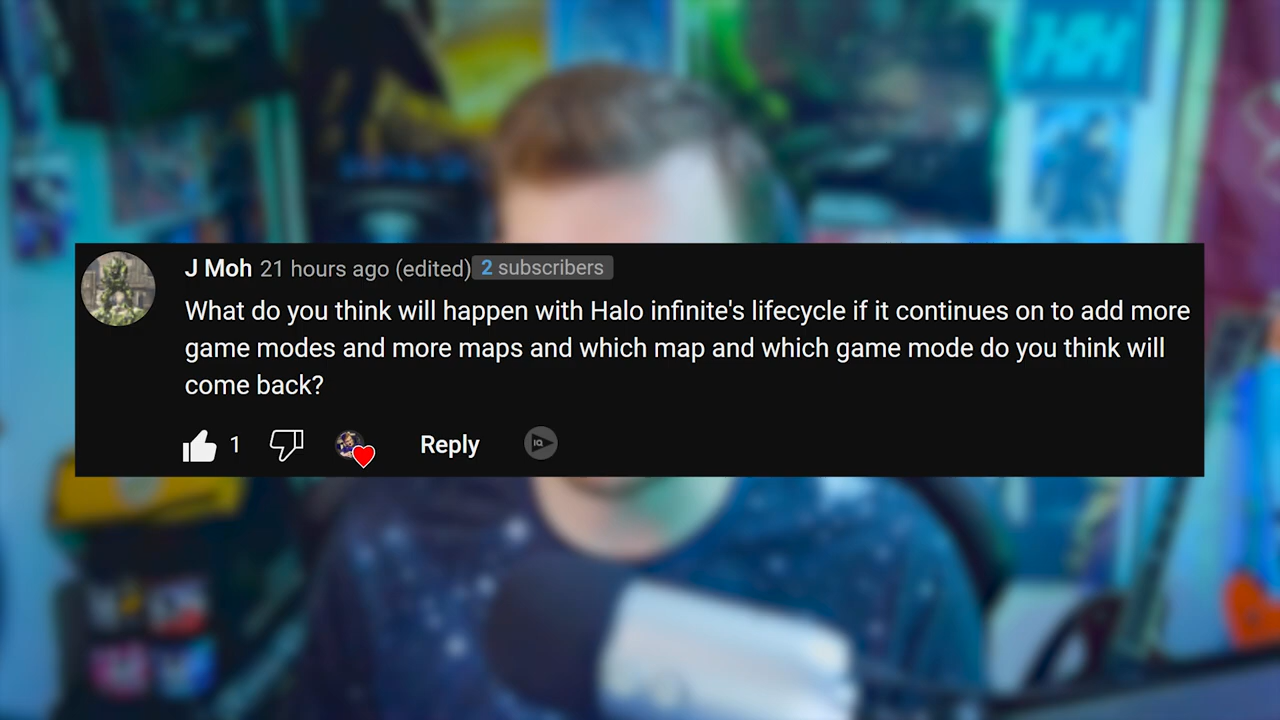 J Moh 21 hours ago (edited) 2 subscribers
What do you think will happen with Halo infinite's lifecycle if it continues on to add more
game modes and more maps and which map and which game mode do you think will
come back?
1 Reply IQ